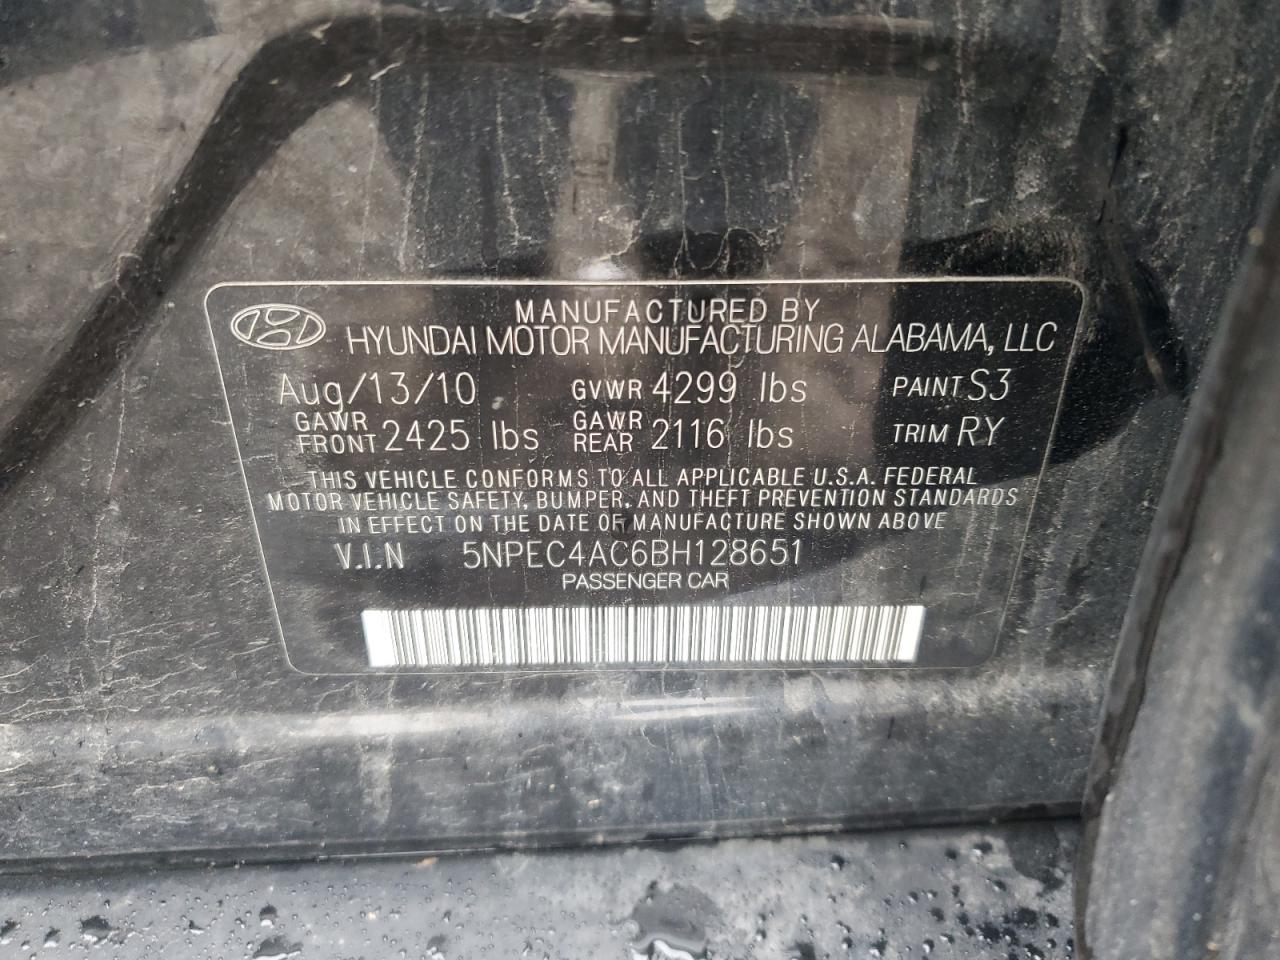 MANUFACTURED BY
HYUNDAI MOTOR MANUFACTURING ALABAMA, LLC
Aug/13/10 GVWR 4299 lbs PAINT S3
GAWR FRONT 2425 lbs GAWR REAR 2116 lbs TRIM RY
THIS VEHICLE CONFORMS TO ALL APPLICABLE U.S.A. FEDERAL
MOTOR VEHICLE SAFETY, BUMPER, AND THEFT PREVENTION STANDARDS
IN EFFECT ON THE DATE OF MANUFACTURE SHOWN ABOVE
V.I.N 5NPEC4AC6BH128651
PASSENGER CAR